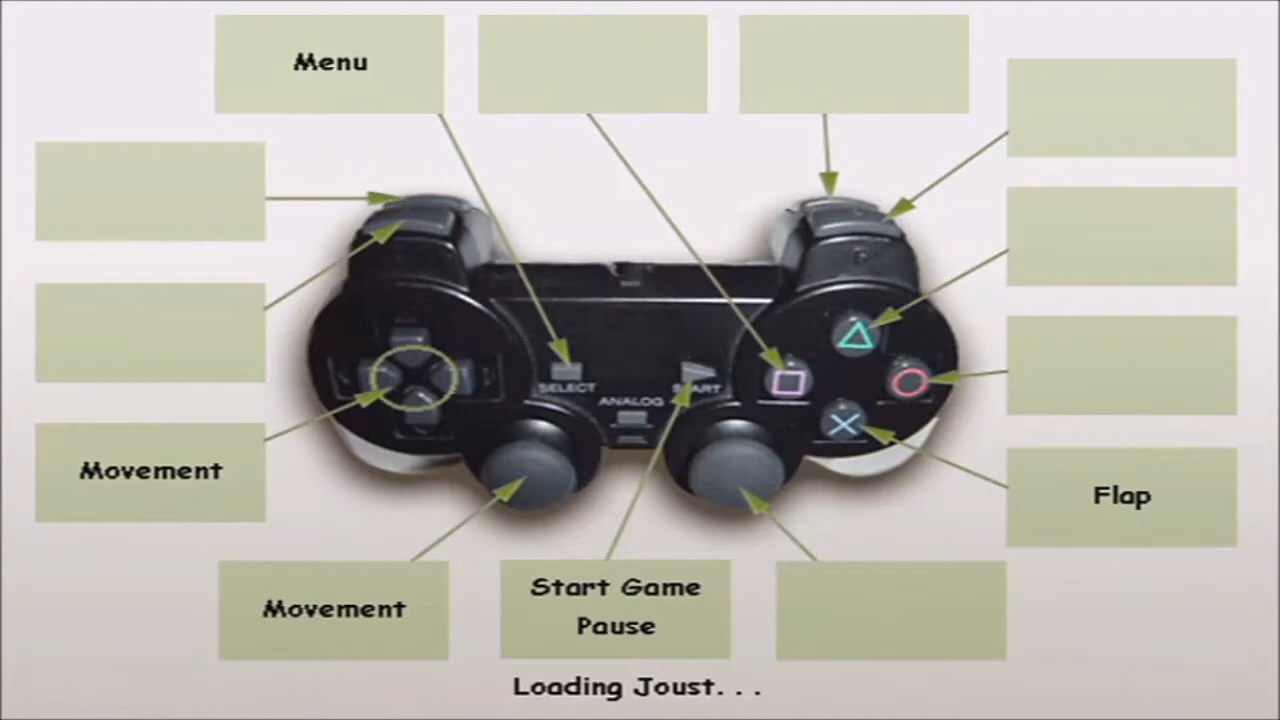 Menu
Movement
SELECT
START
ANALOG
Flap
Movement
Start Game
Pause
Loading Joust...